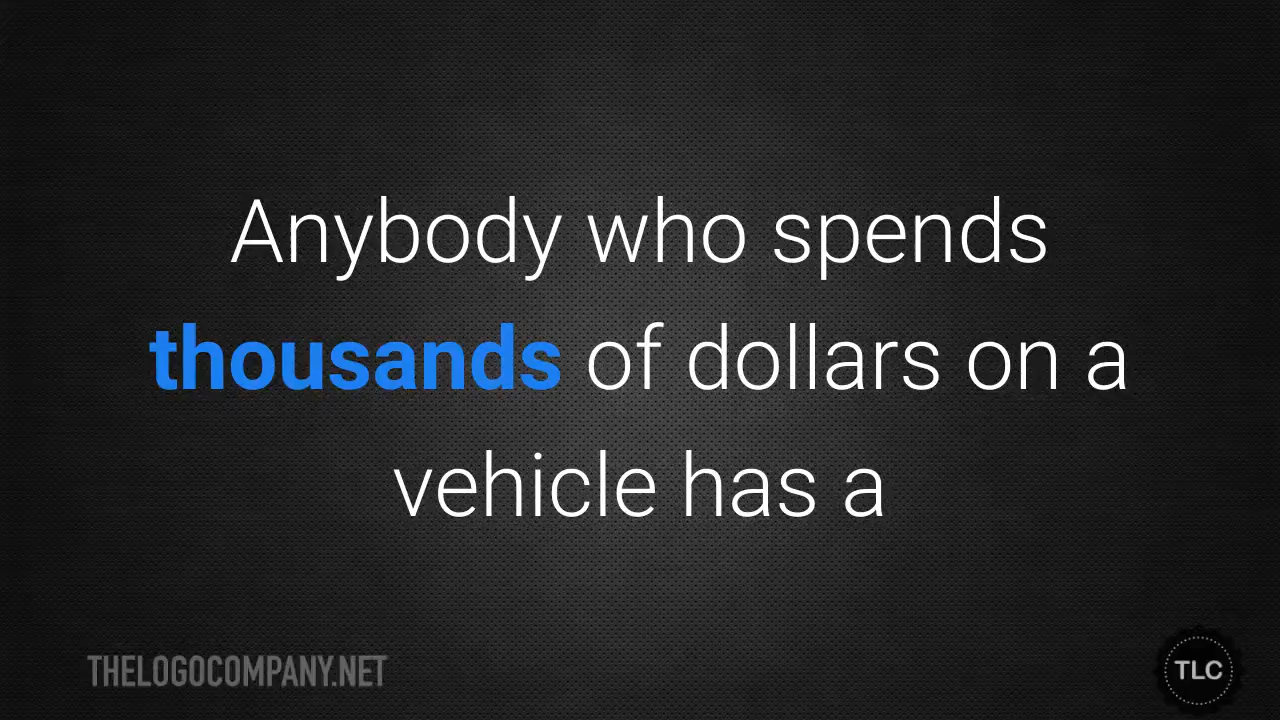 Anybody who spends
thousands of dollars on a
vehicle has a
THELOGOCOMPANY.NET
TLC